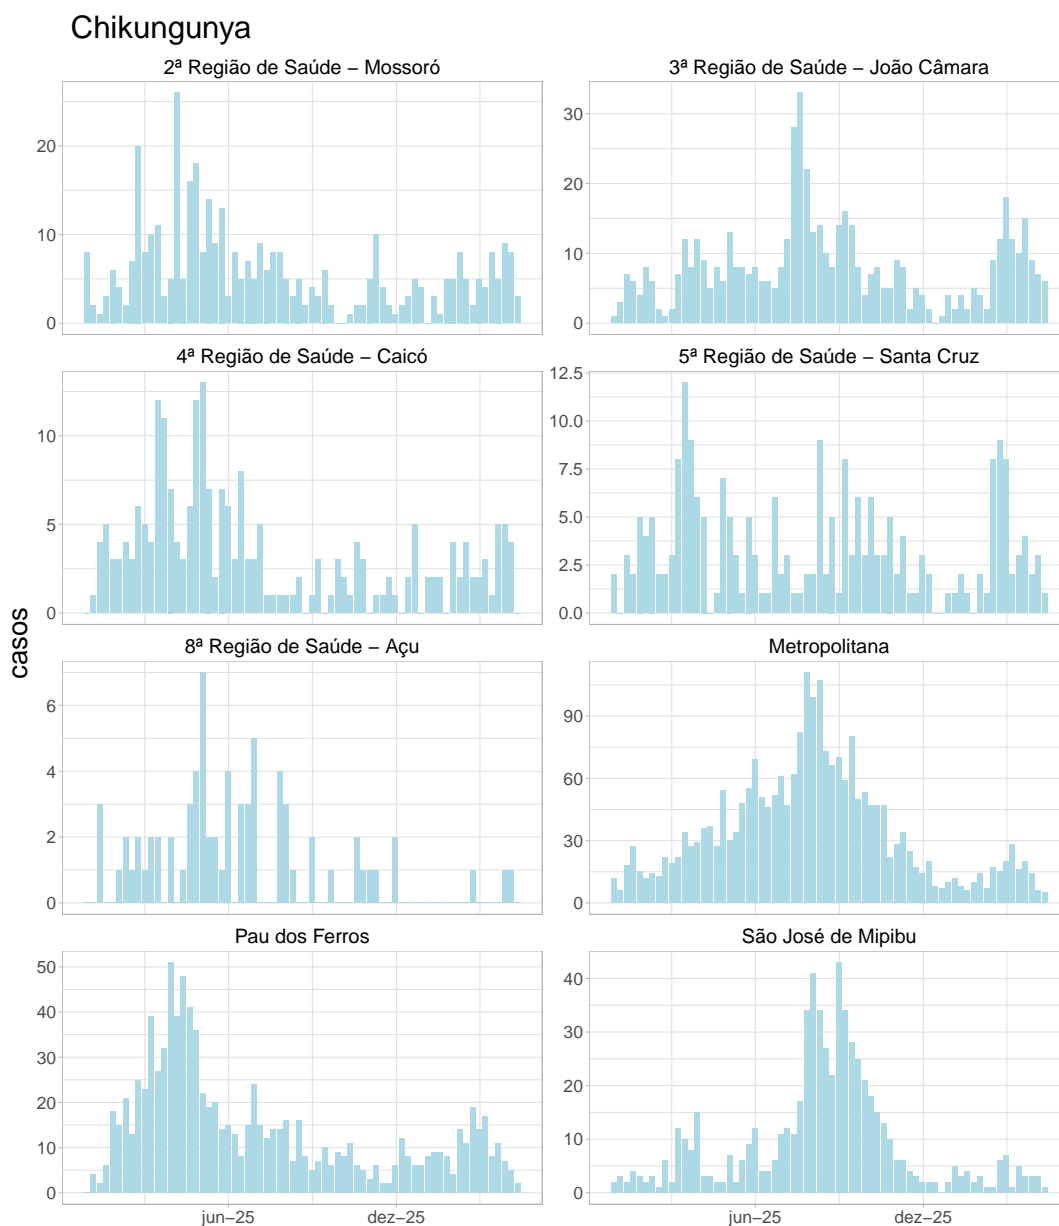 Chikungunya
2ª Região de Saúde – Mossoró
3ª Região de Saúde – João Câmara
20
10
0
30
20
10
0
4ª Região de Saúde – Caicó
5ª Região de Saúde – Santa Cruz
10
5
0
12.5
10.0
7.5
5.0
2.5
0.0
casos
8ª Região de Saúde – Açu
Metropolitana
6
4
2
0
90
60
30
0
Pau dos Ferros
São José de Mipibu
50
40
30
20
10
0
40
30
20
10
0
jun–25
dez–25
jun–25
dez–25